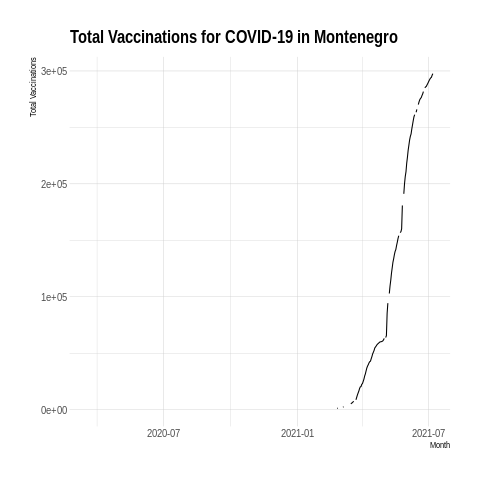 Total Vaccinations for COVID-19 in Montenegro
Total Vaccinations
3e+05
2e+05
1e+05
0e+00
2020-07 2021-01 2021-07
Month